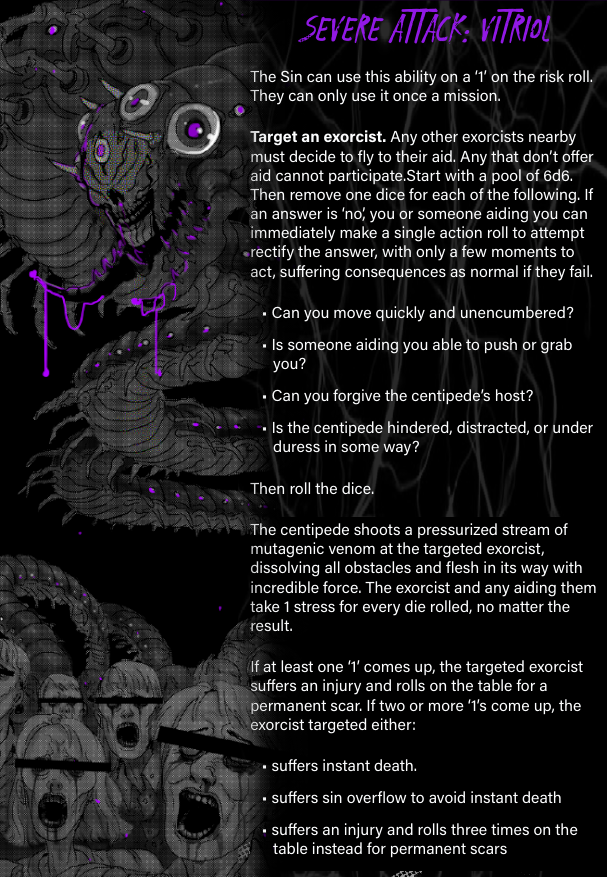 SEVERE ATTACK: VITRIOL
The Sin can use this ability on a ‘1’ on the risk roll.
They can only use it once a mission.
Target an exorcist. Any other exorcists nearby
must decide to fly to their aid. Any that don’t offer
aid cannot participate.Start with a pool of 6d6.
Then remove one dice for each of the following. If
an answer is ‘no’, you or someone aiding you can
immediately make a single action roll to attempt
rectify the answer, with only a few moments to
act, suffering consequences as normal if they fail.
• Can you move quickly and unencumbered?
• Is someone aiding you able to push or grab
you?
• Can you forgive the centipede’s host?
• Is the centipede hindered, distracted, or under
duress in some way?
Then roll the dice.
The centipede shoots a pressurized stream of
mutagenic venom at the targeted exorcist,
dissolving all obstacles and flesh in its way with
incredible force. The exorcist and any aiding them
take 1 stress for every die rolled, no matter the
result.
If at least one ‘1’ comes up, the targeted exorcist
suffers an injury and rolls on the table for a
permanent scar. If two or more ‘1’s come up, the
exorcist targeted either:
• suffers instant death.
• suffers sin overflow to avoid instant death
• suffers an injury and rolls three times on the
table instead for permanent scars